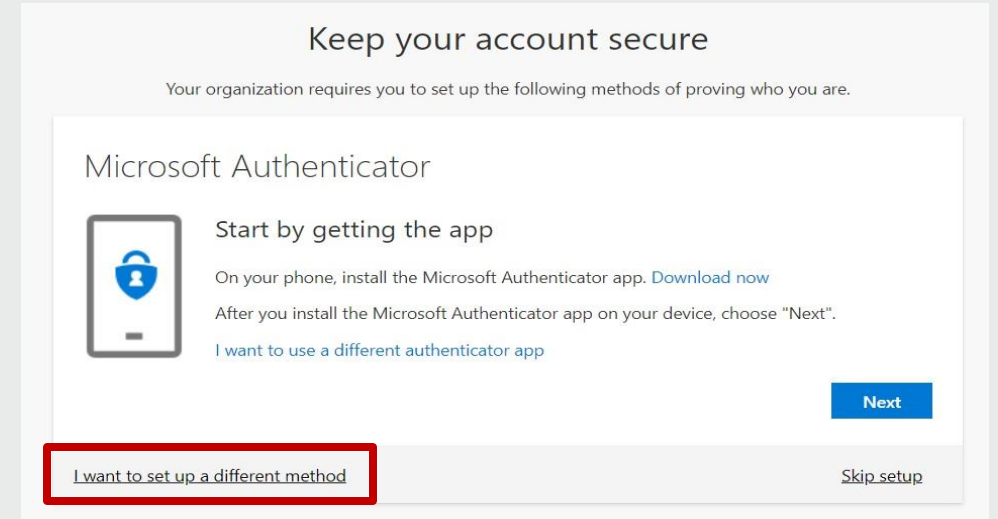 Keep your account secure
Your organization requires you to set up the following methods of proving who you are.
Microsoft Authenticator
Start by getting the app
On your phone, install the Microsoft Authenticator app. Download now
After you install the Microsoft Authenticator app on your device, choose "Next".
I want to use a different authenticator app
Next
I want to set up a different method
Skip setup